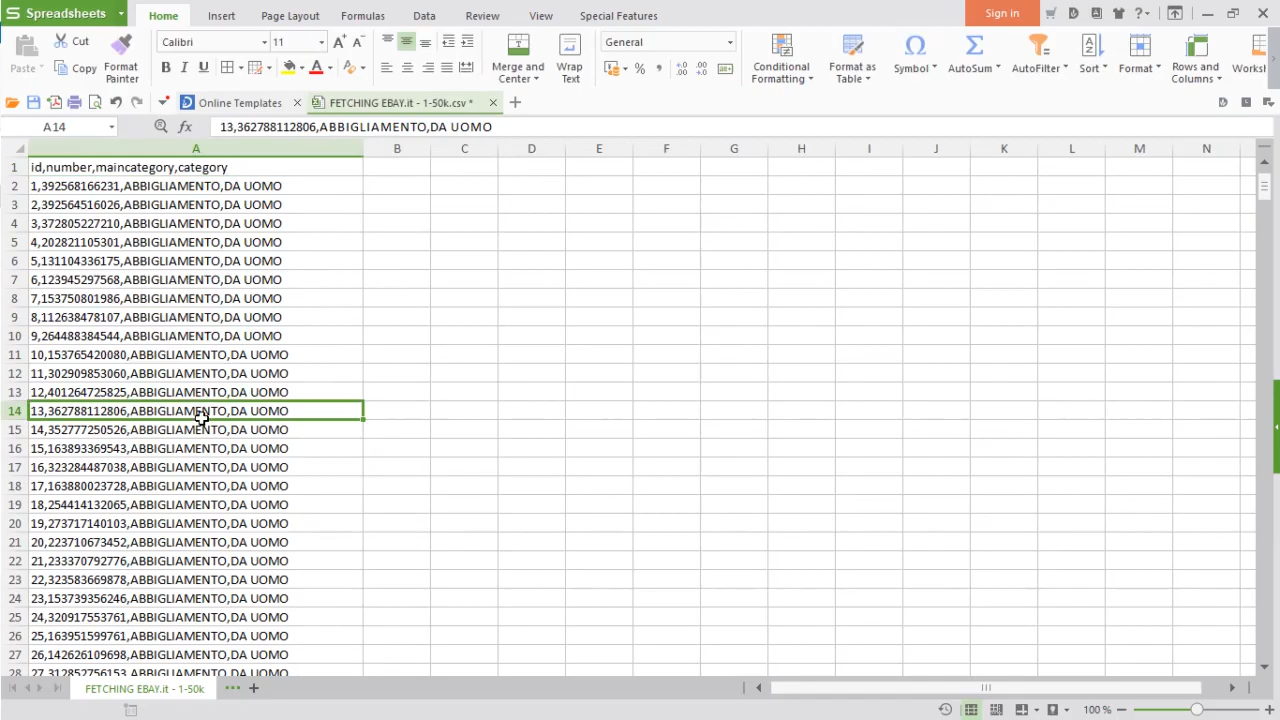 Spreadsheets Home Insert Page Layout Formulas Data Review View Special Features Sign in
Cut Calibri 11 General
Paste Copy Format Painter B I U Merge and Center Wrap Text Conditional Formatting Format as Table Symbol AutoSum AutoFilter Sort Format Rows and Columns Worksh
Online Templates FETCHING EBAY.it - 1-50k.csv *
A14 fx 13,362788112806,ABBIGLIAMENTO,DA UOMO
A B C D E F G H I J K L M N
1 id,number,maincategory,category
2 1,392568166231,ABBIGLIAMENTO,DA UOMO
3 2,392564516026,ABBIGLIAMENTO,DA UOMO
4 3,372805227210,ABBIGLIAMENTO,DA UOMO
5 4,202821105301,ABBIGLIAMENTO,DA UOMO
6 5,131104336175,ABBIGLIAMENTO,DA UOMO
7 6,123945297568,ABBIGLIAMENTO,DA UOMO
8 7,153750801986,ABBIGLIAMENTO,DA UOMO
9 8,112638478107,ABBIGLIAMENTO,DA UOMO
10 9,264488384544,ABBIGLIAMENTO,DA UOMO
11 10,153765420080,ABBIGLIAMENTO,DA UOMO
12 11,302909853060,ABBIGLIAMENTO,DA UOMO
13 12,401264725825,ABBIGLIAMENTO,DA UOMO
14 13,362788112806,ABBIGLIAMENTO,DA UOMO
15 14,352777250526,ABBIGLIAMENTO,DA UOMO
16 15,163893369543,ABBIGLIAMENTO,DA UOMO
17 16,323284487038,ABBIGLIAMENTO,DA UOMO
18 17,163880023728,ABBIGLIAMENTO,DA UOMO
19 18,254414132065,ABBIGLIAMENTO,DA UOMO
20 19,273717140103,ABBIGLIAMENTO,DA UOMO
21 20,223710673452,ABBIGLIAMENTO,DA UOMO
22 21,233370792776,ABBIGLIAMENTO,DA UOMO
23 22,323583669878,ABBIGLIAMENTO,DA UOMO
24 23,153739356246,ABBIGLIAMENTO,DA UOMO
25 24,320917553761,ABBIGLIAMENTO,DA UOMO
26 25,163951599761,ABBIGLIAMENTO,DA UOMO
27 26,142626109698,ABBIGLIAMENTO,DA UOMO
28 27,312852756153,ABBIGLIAMENTO,DA UOMO
FETCHING EBAY.it - 1-50k
100 %